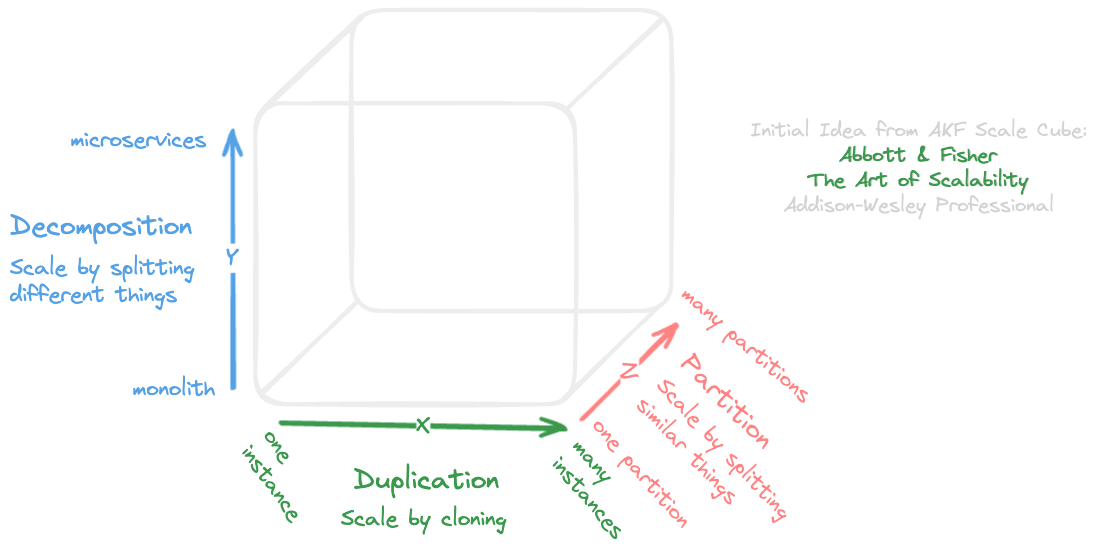 Initial Idea from AKF Scale Cube:
Abbott & Fisher
The Art of Scalability
Addison-Wesley Professional
microservices
Decomposition
Scale by splitting
different things
Y
monolith
X
one
instance
many
instances
Duplication
Scale by cloning
Z
many partitions
Partition
Scale by splitting
similar things
one partition